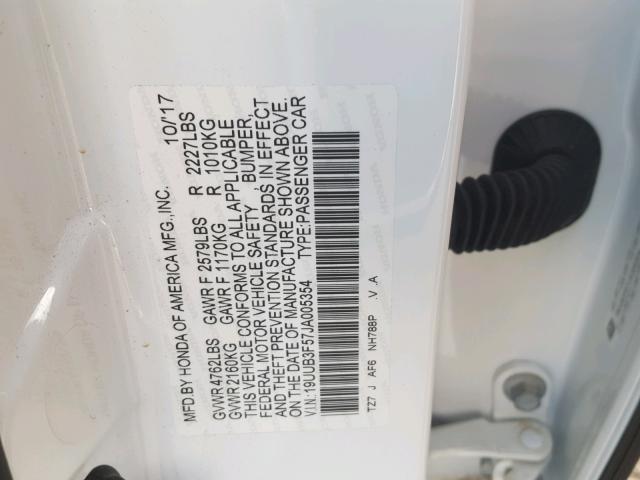 MFD.BY HONDA OF AMERICA MFG.,INC. 10/'17
GVWR 4762LBS GAWR F 2579LBS R 2227LBS
GVWR 2160KG GAWR F 1170KG R 1010KG
THIS VEHICLE CONFORMS TO ALL APPLICABLE
FEDERAL MOTOR VEHICLE SAFETY BUMPER,
AND THEFT PREVENTION STANDARDS IN EFFECT
ON THE DATE OF MANUFACTURE SHOWN ABOVE.
VIN:19UUB3F57JA005354 TYPE:PASSENGER CAR
TZ7 J AF6 NH788P .V .A